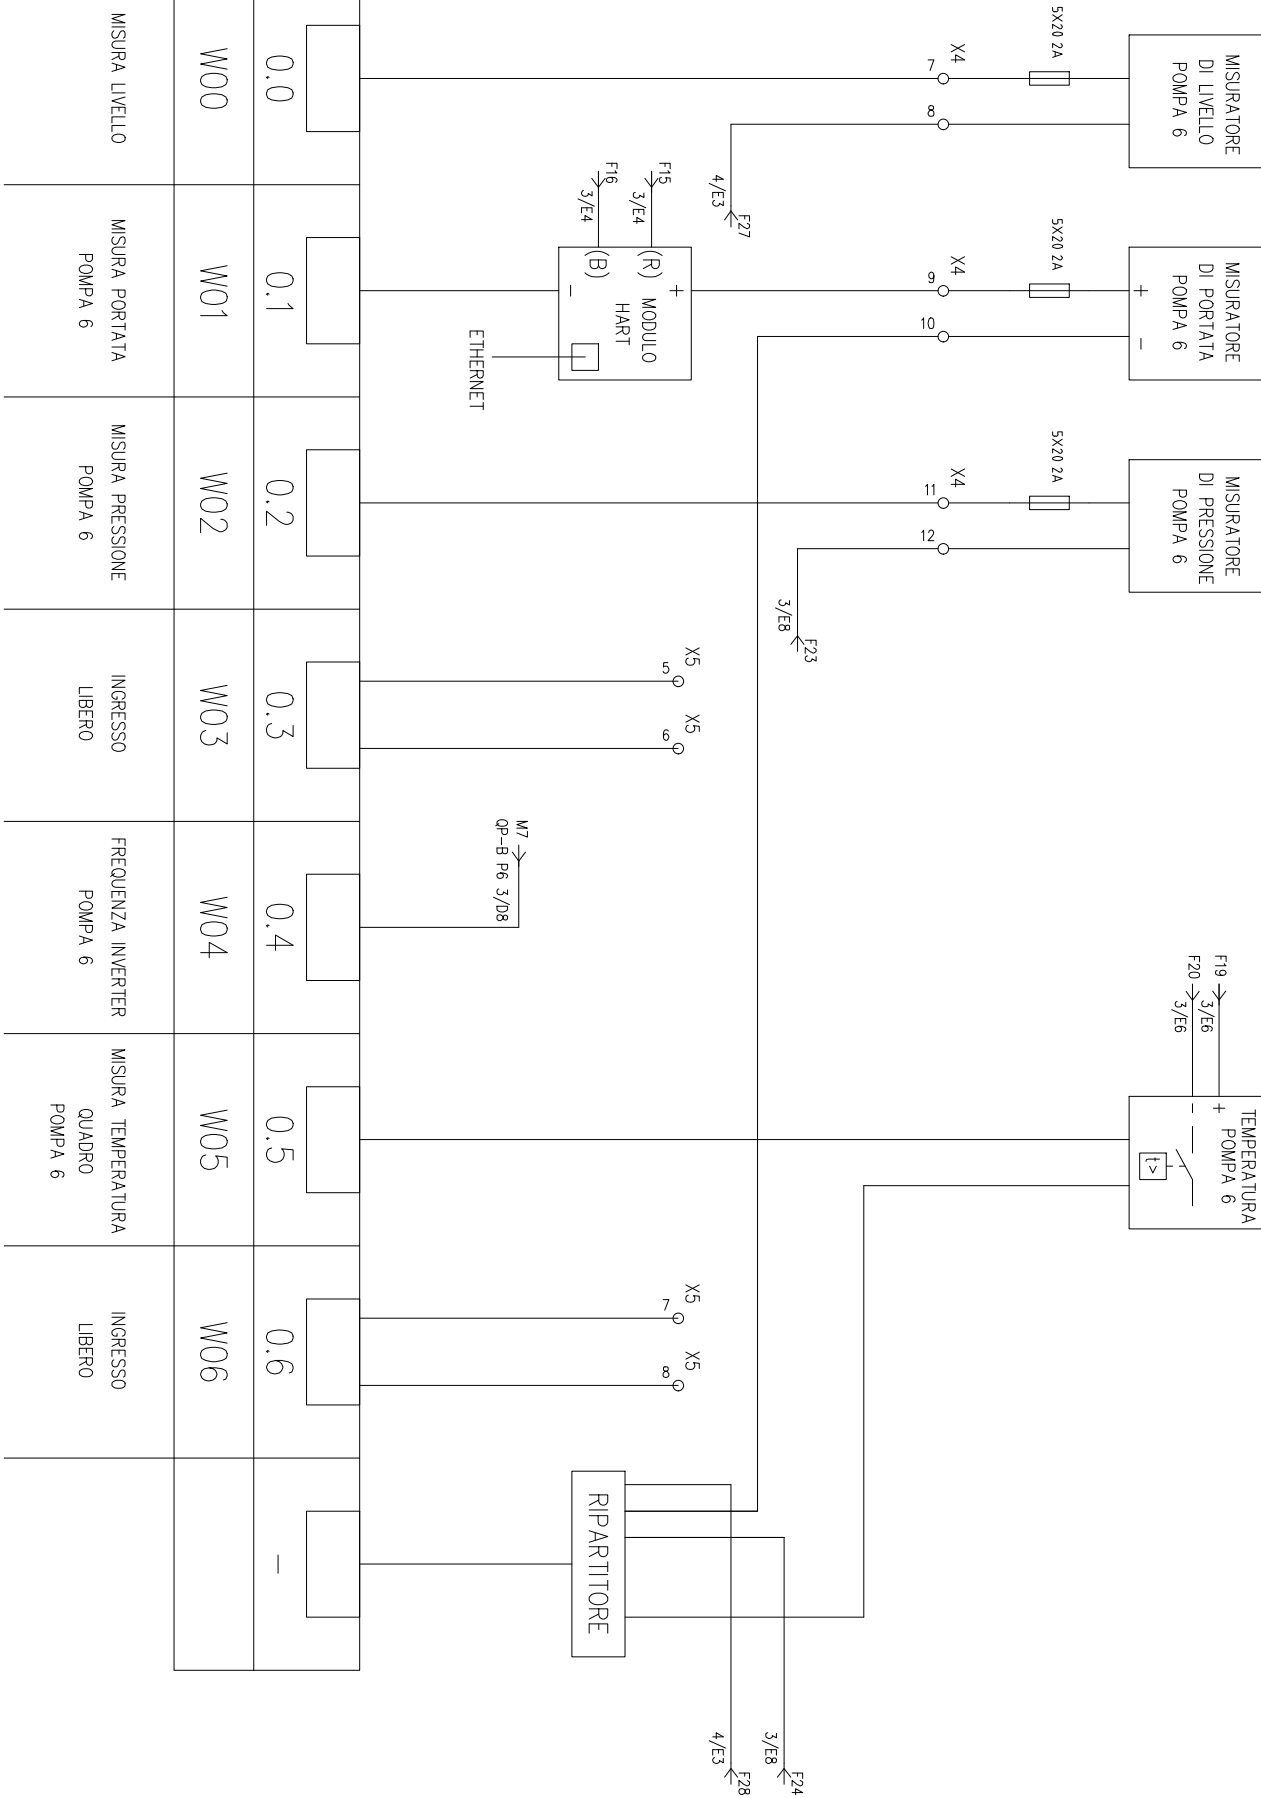 MISURATORE
DI LIVELLO
POMPA 6
MISURATORE
DI PORTATA
POMPA 6
+
-
MISURATORE
DI PRESSIONE
POMPA 6
F19
3/E6
F20
3/E6
TEMPERATURA
POMPA 6
+
-
t>
5X20 2A
5X20 2A
5X20 2A
X4
7
8
X4
9
10
X4
11
12
4/E3
F27
3/E8
F23
F15
3/E4
F16
3/E4
+
(R)
(B)
-
MODULO
HART
ETHERNET
X5
5
X5
6
M7
QP-B P6 3/D8
X5
7
X5
8
RIPARTITORE
3/E8
F24
4/E3
F28
0.0
0.1
0.2
0.3
0.4
0.5
0.6
-
W00
W01
W02
W03
W04
W05
W06
MISURA LIVELLO
MISURA PORTATA
POMPA 6
MISURA PRESSIONE
POMPA 6
INGRESSO
LIBERO
FREQUENZA INVERTER
POMPA 6
MISURA TEMPERATURA
QUADRO
POMPA 6
INGRESSO
LIBERO